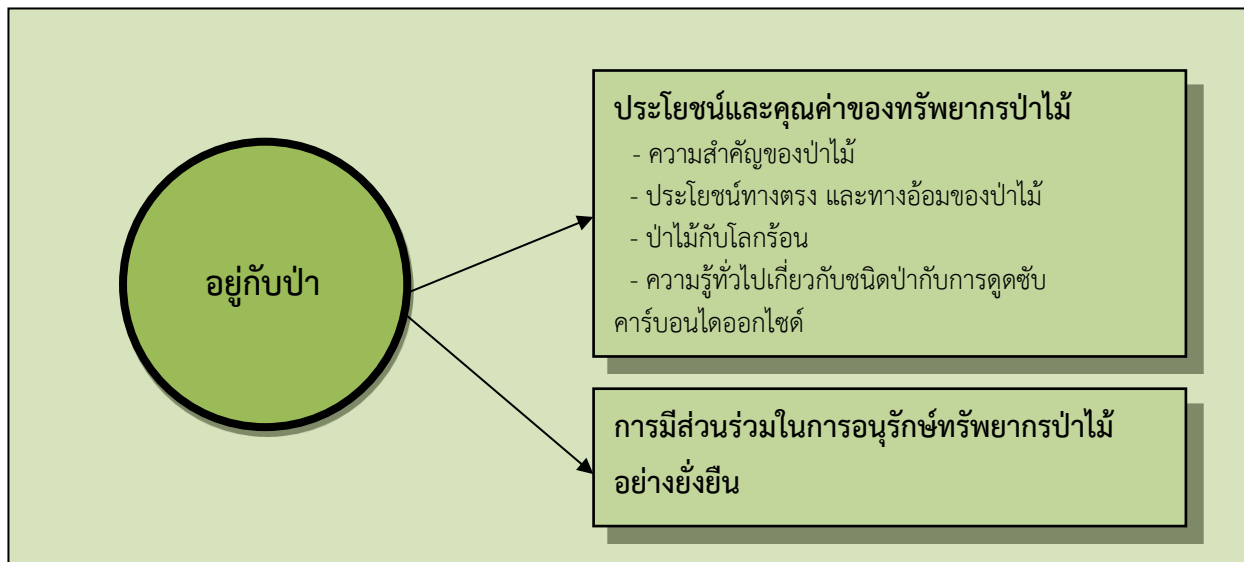 อยู่กับป่า
ประโยชน์และคุณค่าของทรัพยากรป่าไม้
- ความสำคัญของป่าไม้
- ประโยชน์ทางตรง และทางอ้อมของป่าไม้
- ป่าไม้กับโลกร้อน
- ความรู้ทั่วไปเกี่ยวกับชนิดป่ากับการดูดซับ
คาร์บอนไดออกไซด์
การมีส่วนร่วมในการอนุรักษ์ทรัพยากรป่าไม้
อย่างยั่งยืน